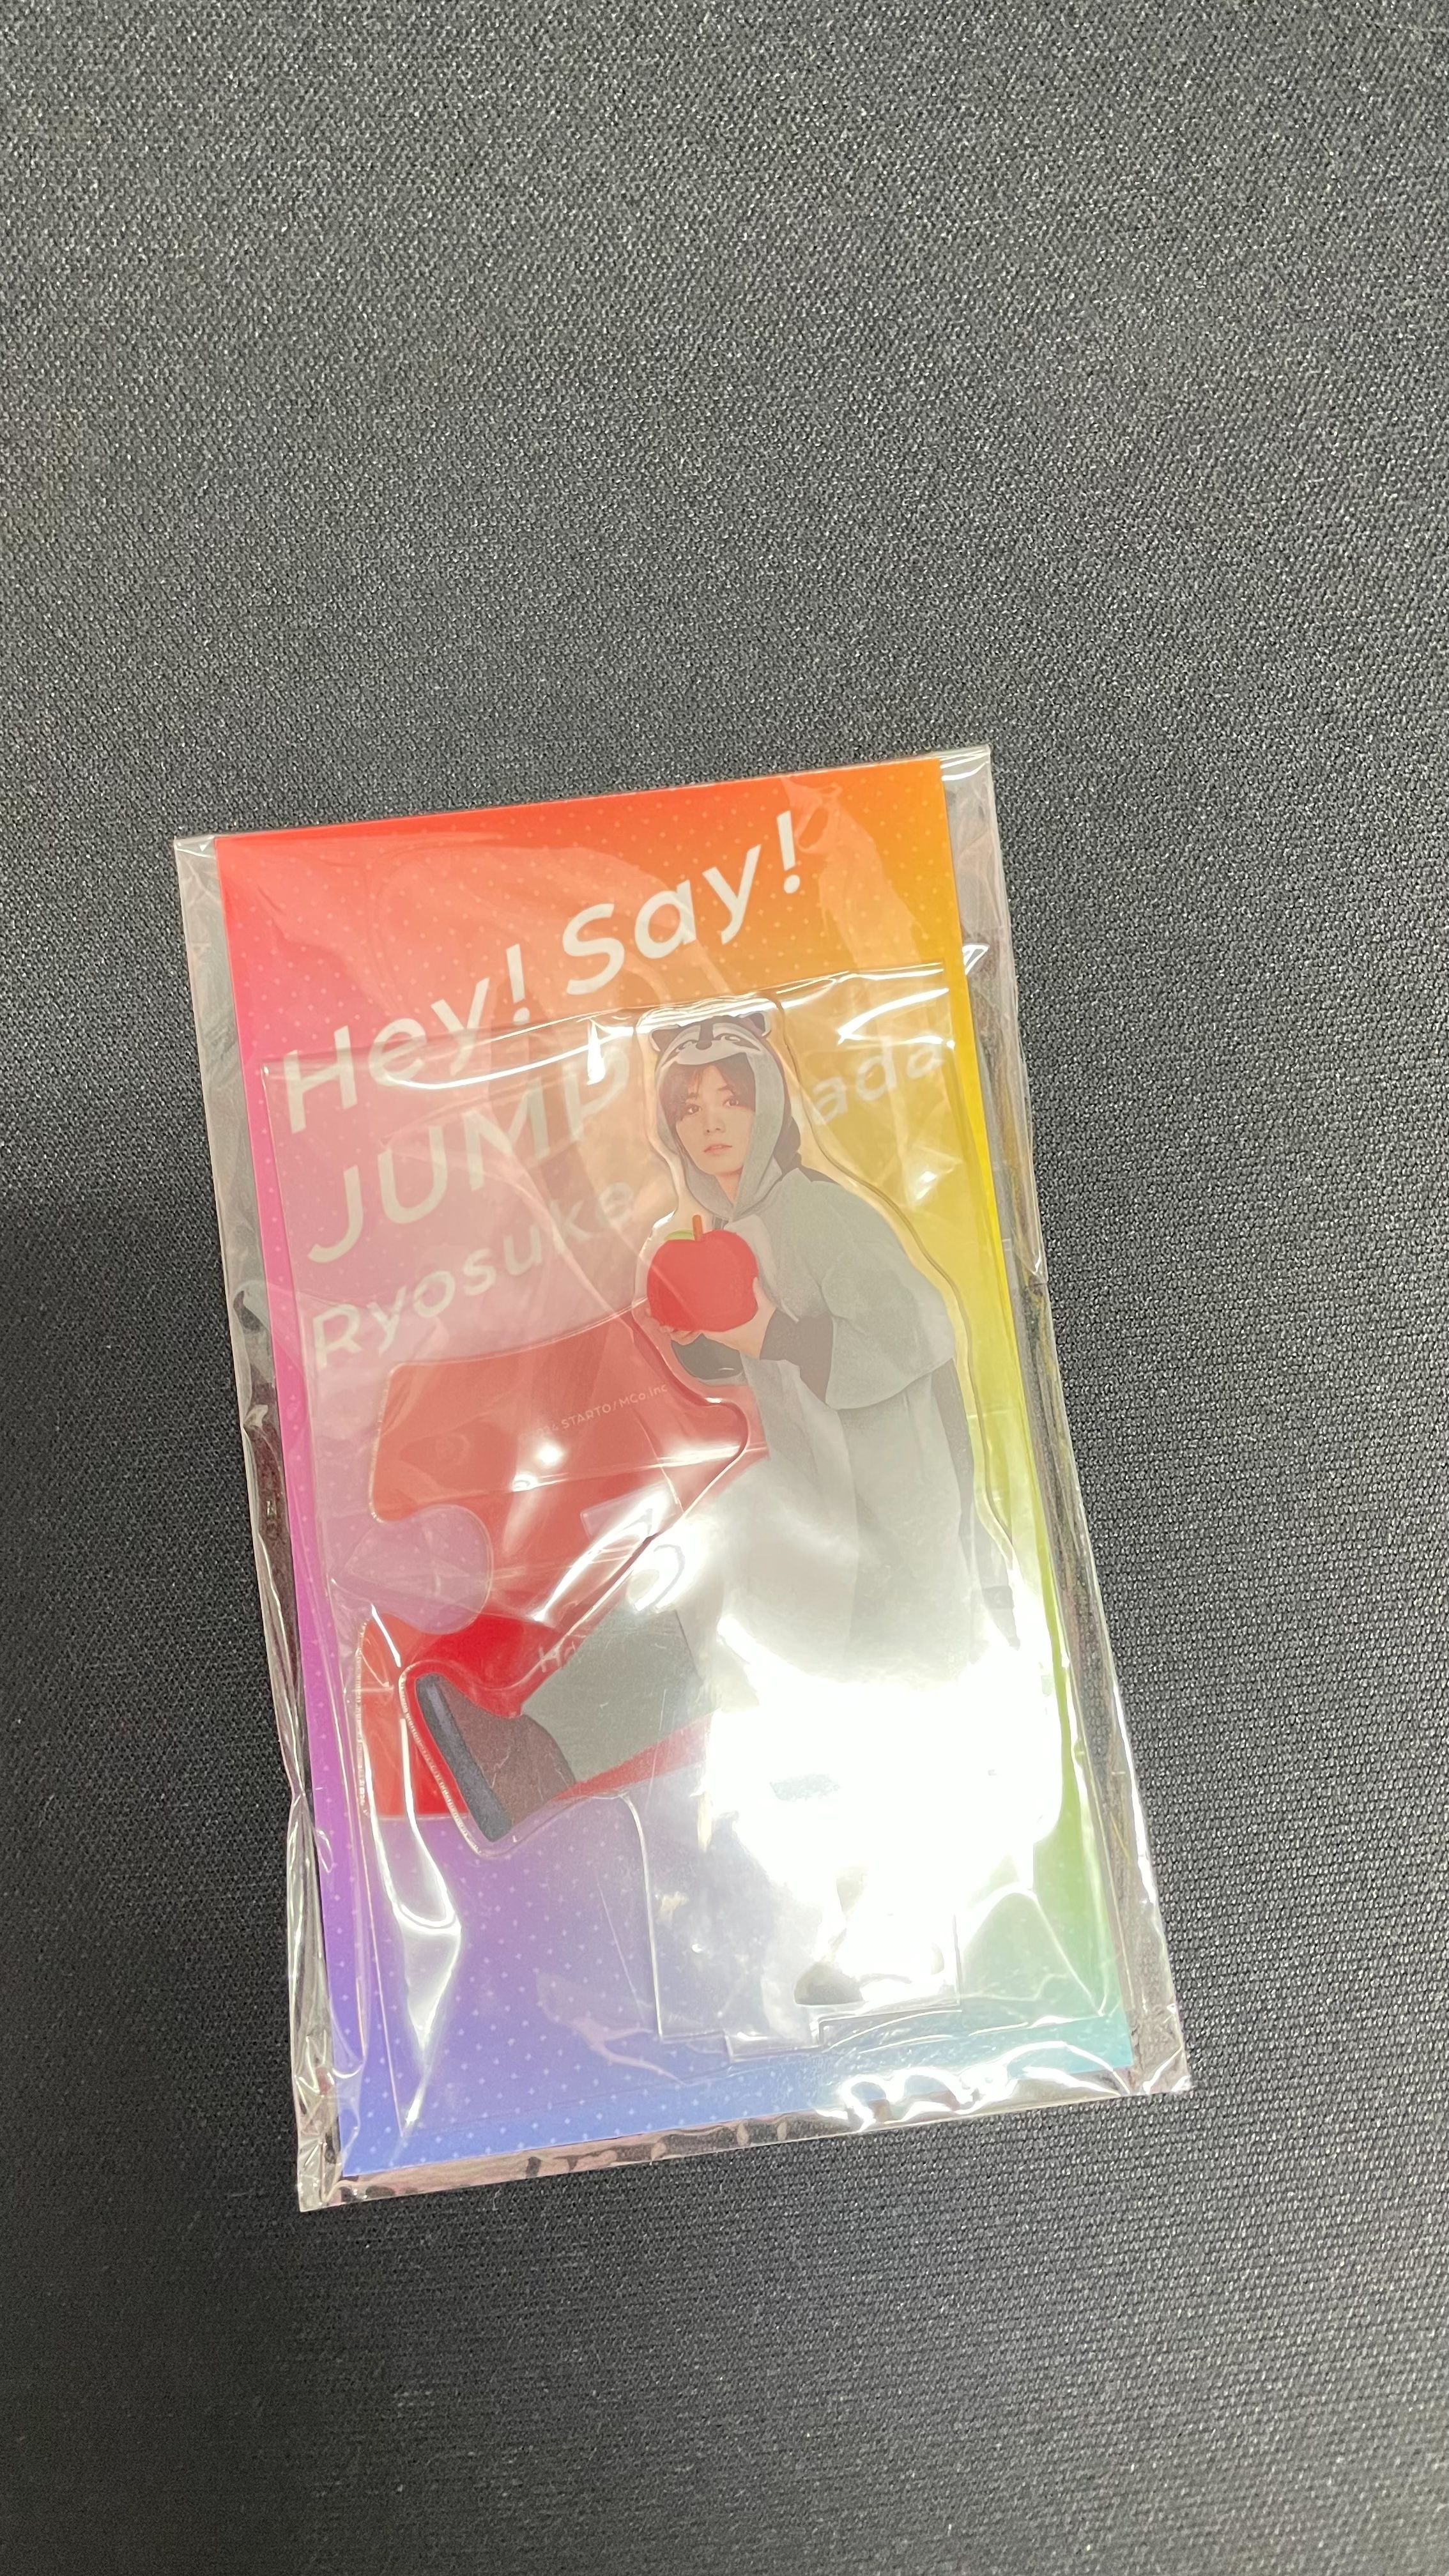 Hey! Say!
JUMP
Ryosuke ada
STARTO/MCo.,Inc